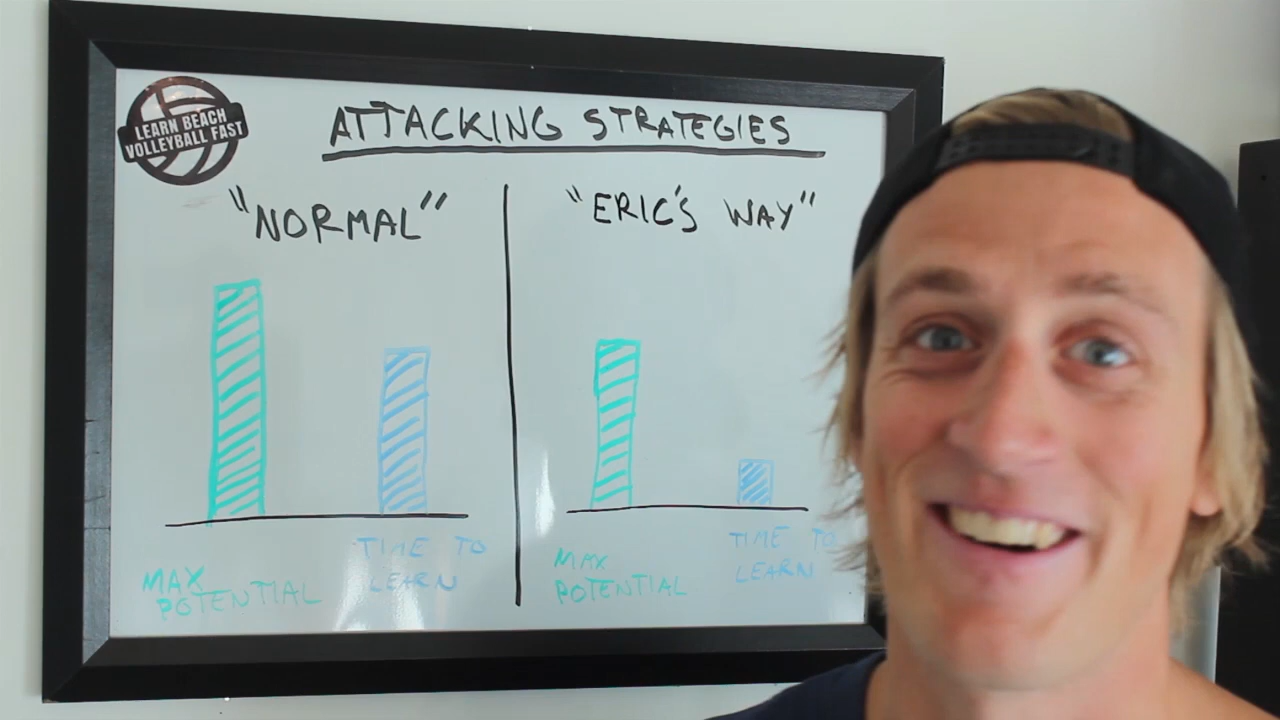 LEARN BEACH
VOLLEYBALL FAST
ATTACKING STRATEGIES
"NORMAL"
"ERIC'S WAY"
MAX
POTENTIAL
TIME TO
LEARN
MAX
POTENTIAL
TIME TO
LEARN